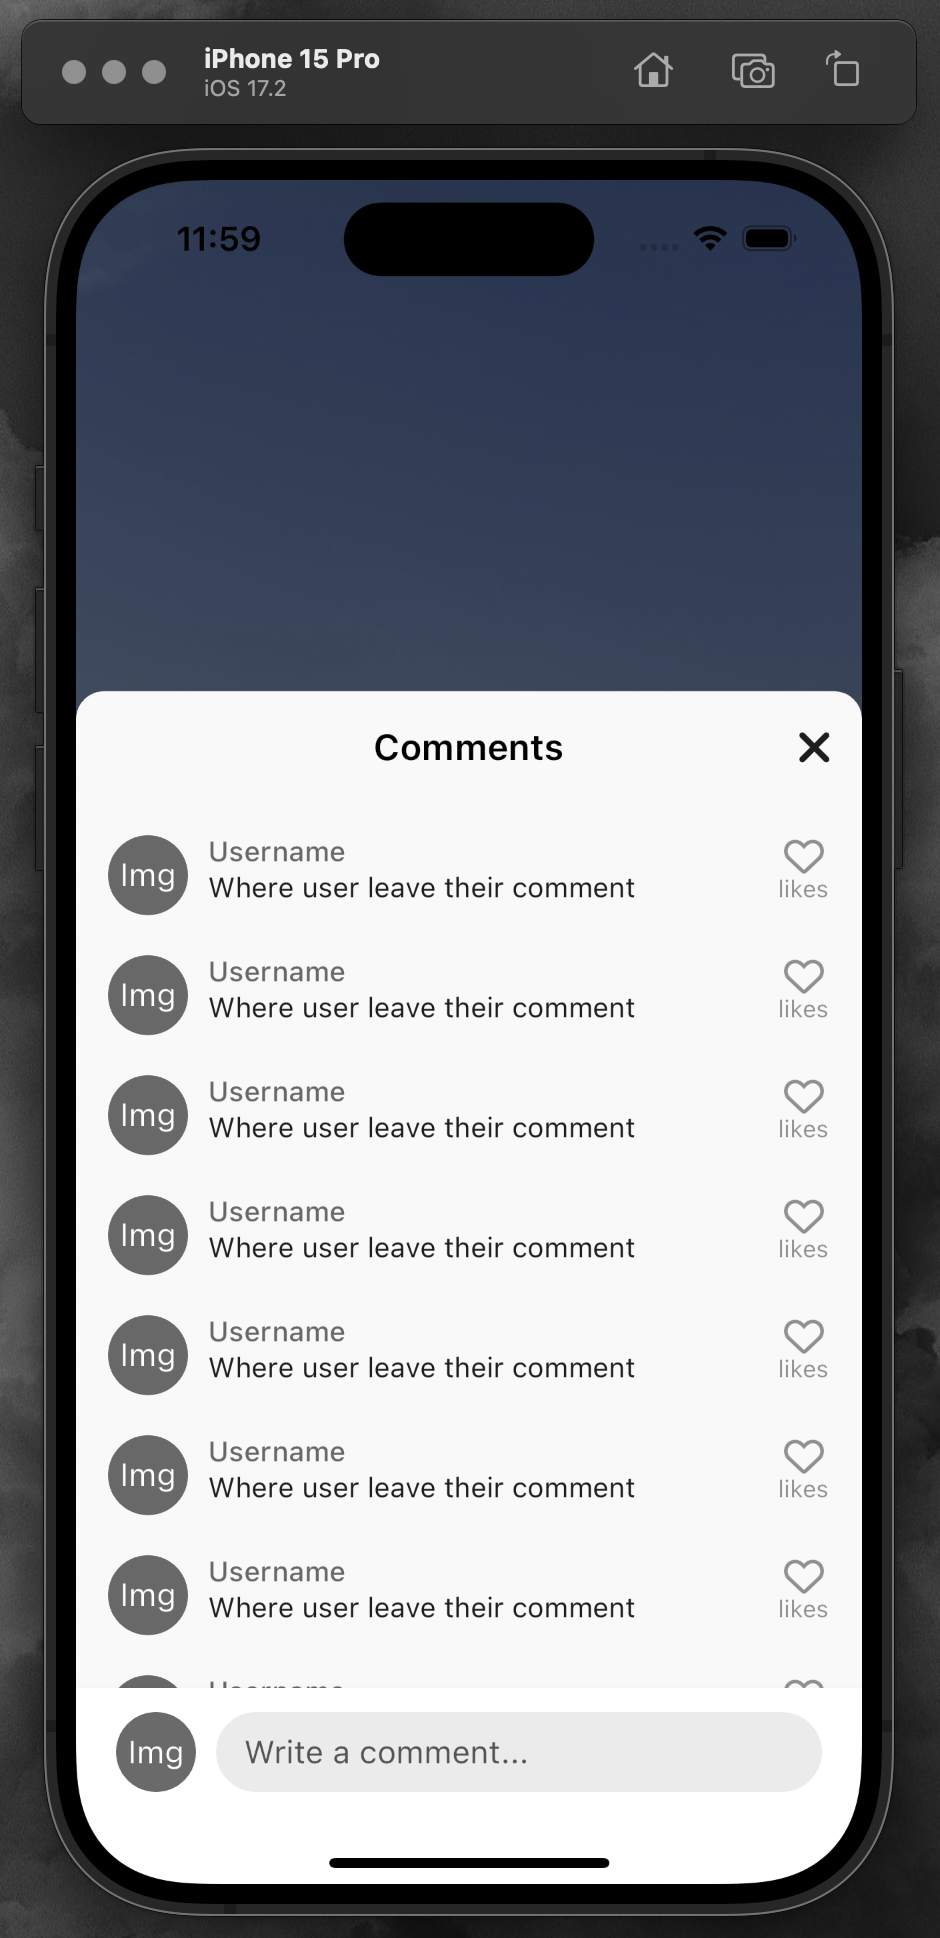 iPhone 15 Pro
iOS 17.2
11:59
Comments
Img
Username
Where user leave their comment
likes
Img
Username
Where user leave their comment
likes
Img
Username
Where user leave their comment
likes
Img
Username
Where user leave their comment
likes
Img
Username
Where user leave their comment
likes
Img
Username
Where user leave their comment
likes
Img
Username
Where user leave their comment
likes
Username
Img
Write a comment...